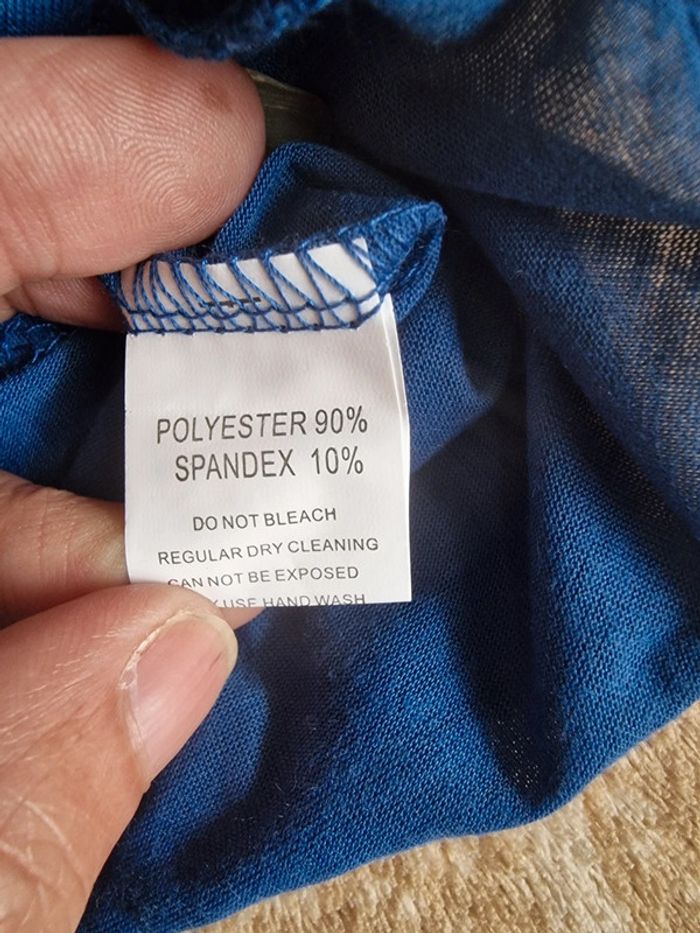 POLYESTER 90%
SPANDEX 10%
DO NOT BLEACH
REGULAR DRY CLEANING
CAN NOT BE EXPOSED
USE HAND WASH